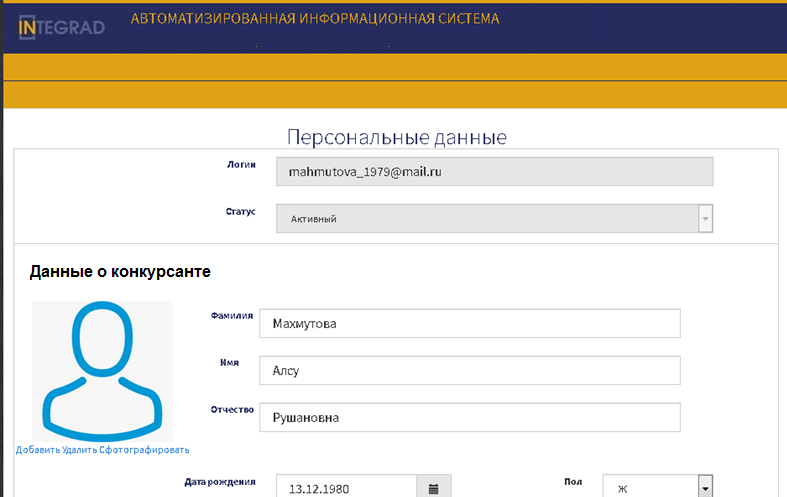 INTEGRAD
АВТОМАТИЗИРОВАННАЯ ИНФОРМАЦИОННАЯ СИСТЕМА
Персональные данные
Логин mahmutova_1979@mail.ru
Статус Активный
Данные о конкурсанте
Фамилия Махмутова
Имя Алсу
Отчество Рушановна
Добавить Удалить Сфотографировать
Дата рождения 13.12.1980 Пол Ж